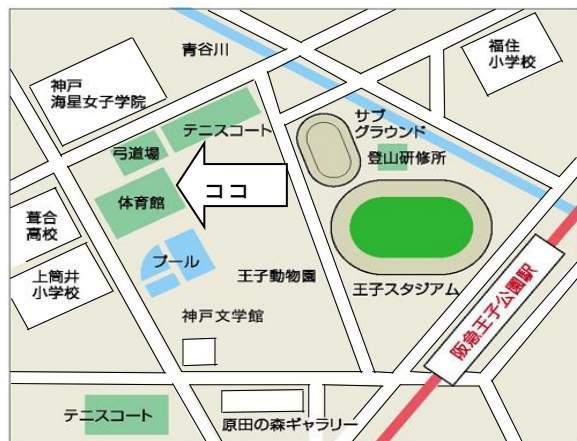 青谷川
福住
小学校
神戸
海星女子学院
サブ
グラウンド
テニスコート
弓道場
登山研修所
ココ
体育館
葺合
高校
プール
上筒井
小学校
王子動物園
王子スタジアム
神戸文学館
阪急王子公園駅
テニスコート
原田の森ギャラリー